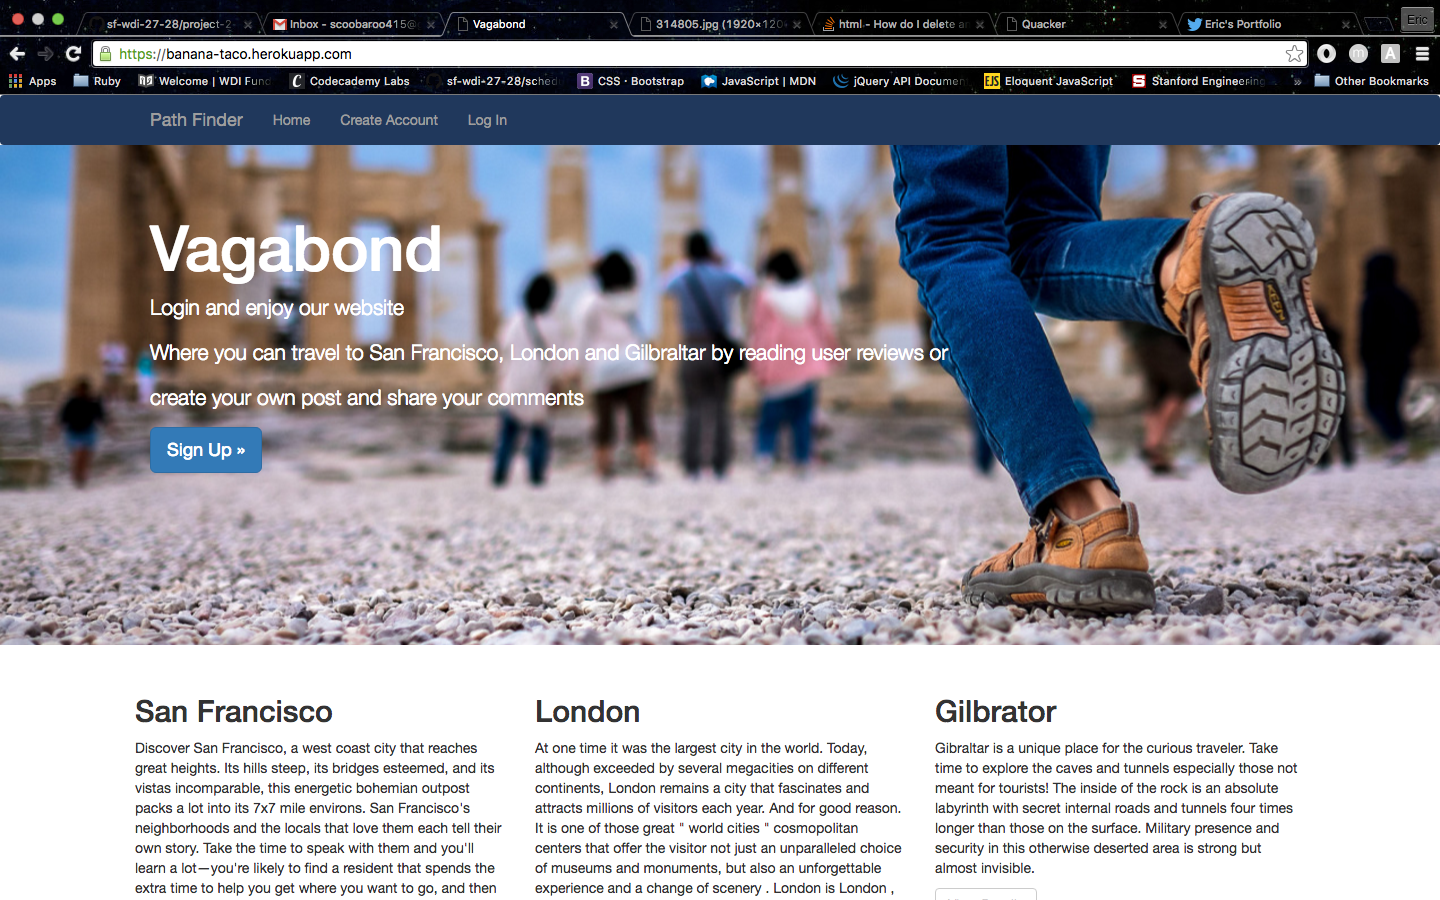 sf-wdi-27-28/project-2
Inbox - scoobaroo415@
Vagabond
314805.jpg (1920×120
html - How do I delete a
Quacker
Eric's Portfolio
Eric
https://banana-taco.herokuapp.com
Apps
Ruby
Welcome | WDI Fund
Codecademy Labs
sf-wdi-27-28/sched
CSS · Bootstrap
JavaScript | MDN
jQuery API Documen
Eloquent JavaScript
Stanford Engineering
»
Other Bookmarks
Path Finder
Home
Create Account
Log In
Vagabond
Login and enjoy our website
Where you can travel to San Francisco, London and Gilbraltar by reading user reviews or
create your own post and share your comments
Sign Up »
KEEN
San Francisco
Discover San Francisco, a west coast city that reaches
great heights. Its hills steep, its bridges esteemed, and its
vistas incomparable, this energetic bohemian outpost
packs a lot into its 7x7 mile environs. San Francisco's
neighborhoods and the locals that love them each tell their
own story. Take the time to speak with them and you'll
learn a lot—you're likely to find a resident that spends the
extra time to help you get where you want to go, and then
London
At one time it was the largest city in the world. Today,
although exceeded by several megacities on different
continents, London remains a city that fascinates and
attracts millions of visitors each year. And for good reason.
It is one of those great " world cities " cosmopolitan
centers that offer the visitor not just an unparalleled choice
of museums and monuments, but also an unforgettable
experience and a change of scenery . London is London ,
Gilbrator
Gibraltar is a unique place for the curious traveler. Take
time to explore the caves and tunnels especially those not
meant for tourists! The inside of the rock is an absolute
labyrinth with secret internal roads and tunnels four times
longer than those on the surface. Military presence and
security in this otherwise deserted area is strong but
almost invisible.